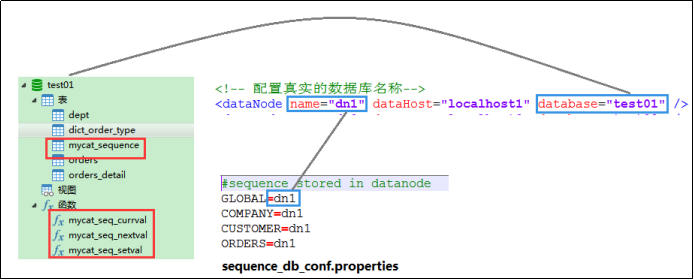 test01
表
dept
dict_order_type
mycat_sequence
orders
orders_detail
视图
函数
mycat_seq_currval
mycat_seq_nextval
mycat_seq_setval
<!-- 配置真实的数据库名称-->
<dataNode name="dn1" dataHost="localhost1" database="test01" />
#sequence stored in datanode
GLOBAL=dn1
COMPANY=dn1
CUSTOMER=dn1
ORDERS=dn1
sequence_db_conf.properties